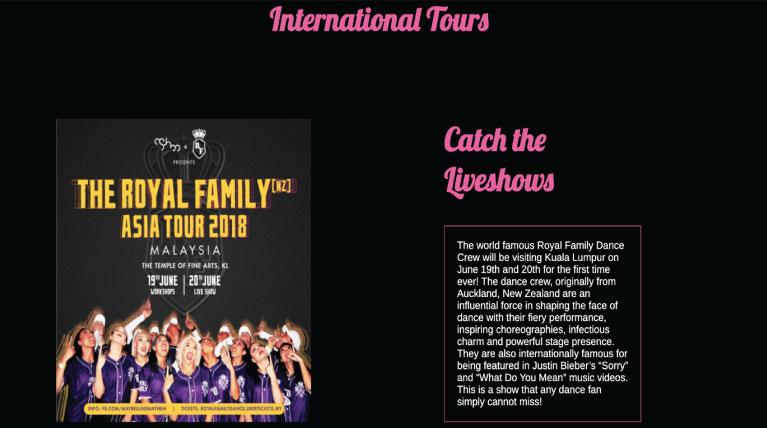 International Tours
&
RF
PRESENTS
THE ROYAL FAMILY[NZ]
ASIA TOUR 2018
MALAYSIA
THE TEMPLE OF FINE ARTS, KL
19TH JUNE | 20TH JUNE
WORKSHOPS LIVE SHOW
INFO: FB.COM/MAYBELLINEMAYHEM | TICKETS: ROYALFAMILYDANCE.UBERTICKETS.MY
Catch the
Liveshows
The world famous Royal Family Dance
Crew will be visiting Kuala Lumpur on
June 19th and 20th for the first time
ever! The dance crew, originally from
Auckland, New Zealand are an
influential force in shaping the face of
dance with their fiery performance,
inspiring choreographies, infectious
charm and powerful stage presence.
They are also internationally famous for
being featured in Justin Bieber's “Sorry”
and “What Do You Mean” music videos.
This is a show that any dance fan
simply cannot miss!